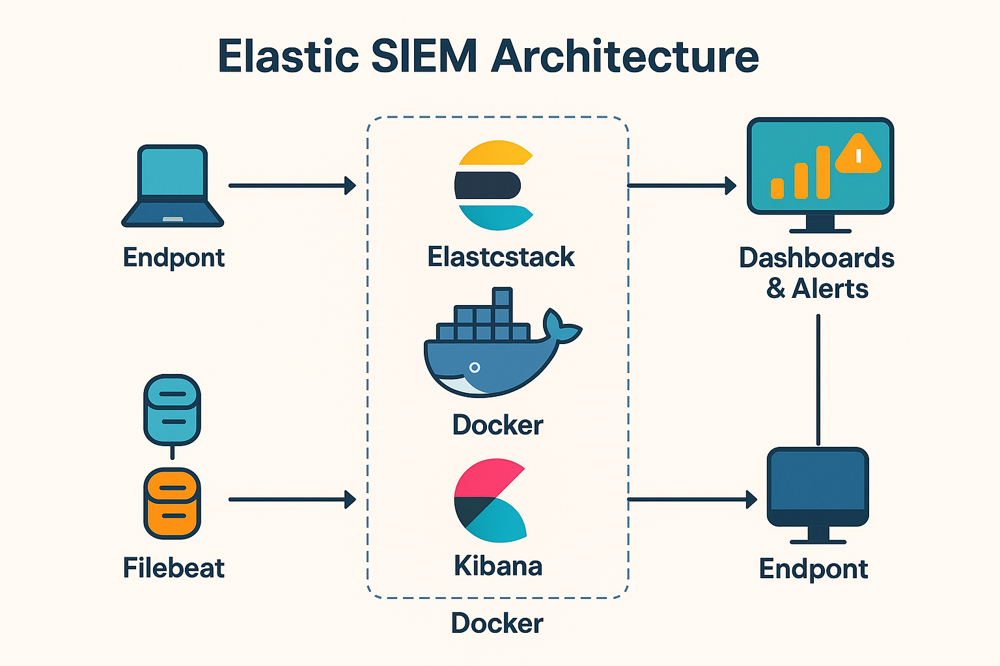 Elastic SIEM Architecture
Endpont
Elastcstack
Dashboards
& Alerts
Docker
Filebeat
Kibana
Endpont
Docker